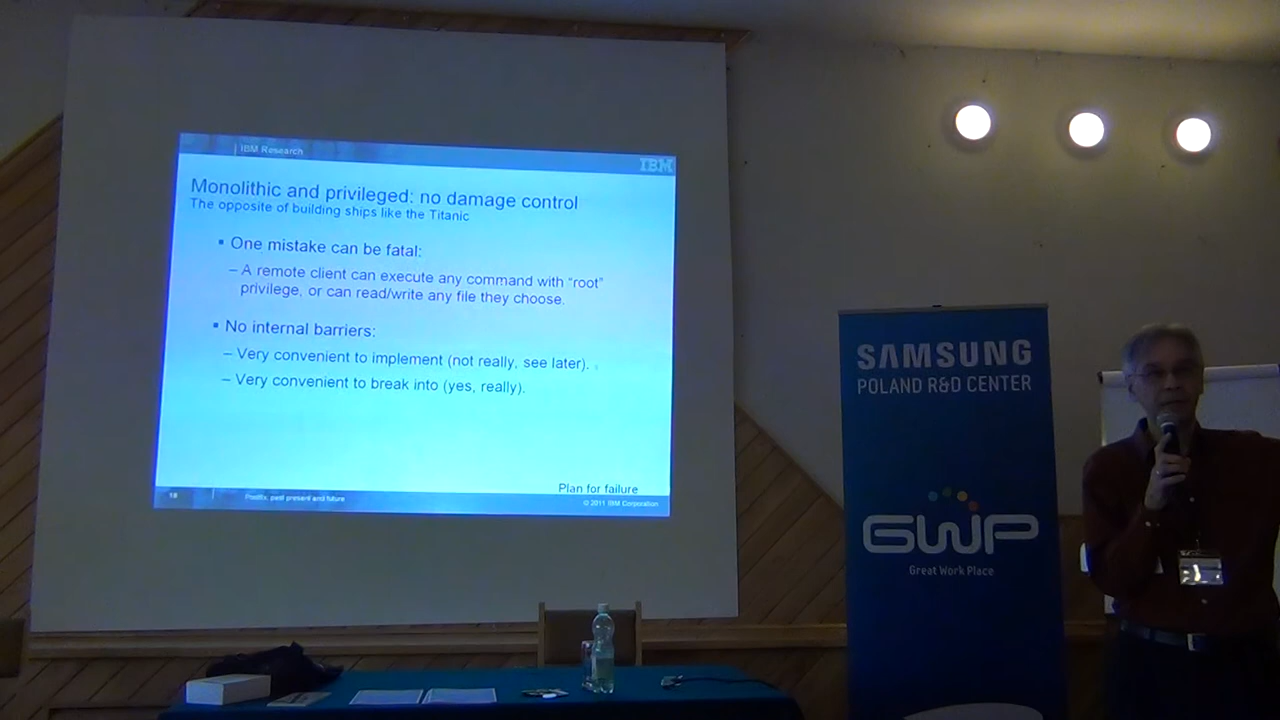 IBM Research
IBM
Monolithic and privileged: no damage control
The opposite of building ships like the Titanic
▪ One mistake can be fatal:
– A remote client can execute any command with "root"
privilege, or can read/write any file they choose.
▪ No internal barriers:
– Very convenient to implement (not really, see later).
– Very convenient to break into (yes, really).
Plan for failure
18
Postfix: past present and future
© 2011 IBM Corporation
SAMSUNG
POLAND R&D CENTER
GWP
Great Work Place